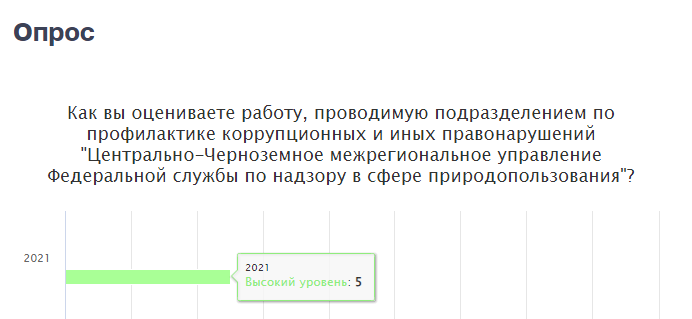 Опрос
Как вы оцениваете работу, проводимую подразделением по
профилактике коррупционных и иных правонарушений
"Центрально-Черноземное межрегиональное управление
Федеральной службы по надзору в сфере природопользования"?
2021
2021
Высокий уровень: 5